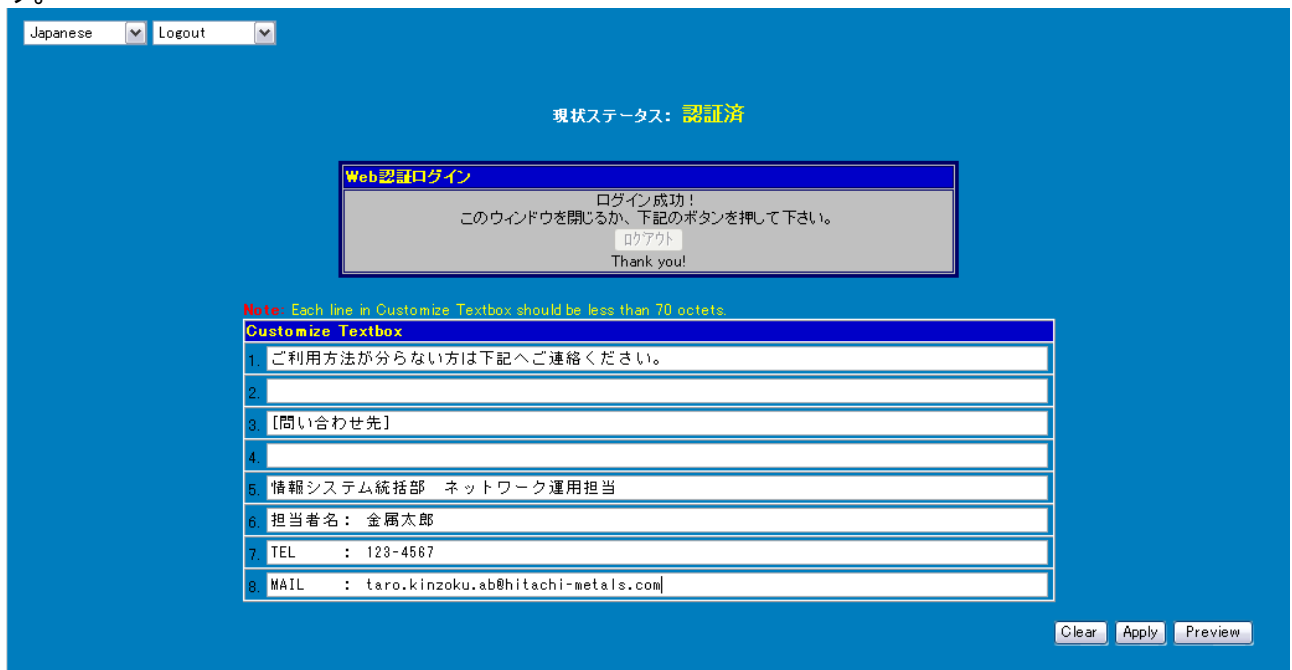 す。
Japanese Logout
現状ステータス: 認証済
Web認証ログイン
ログイン成功!
このウィンドウを閉じるか、下記のボタンを押して下さい。
ログアウト
Thank you!
Note: Each line in Customize Textbox should be less than 70 octets.
Customize Textbox
1. ご利用方法が分らない方は下記へご連絡ください。
2.
3. [問い合わせ先]
4.
5. 情報システム統括部 ネットワーク運用担当
6. 担当者名: 金属太郎
7. TEL : 123-4567
8. MAIL : taro.kinzoku.ab@hitachi-metals.com
Clear Apply Preview